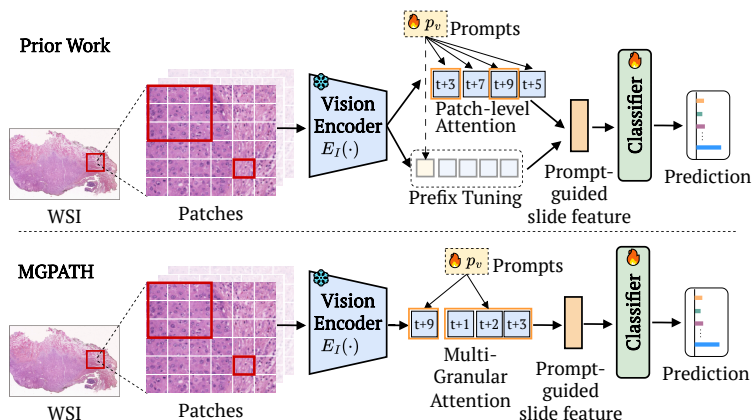 Prior Work
p_v Prompts
t+3 t+7 t+9 t+5
Patch-level
Attention
Vision
Encoder
E_I(·)
Prefix Tuning
Prompt-
guided
slide feature
Classifier
Prediction
WSI
Patches
MGPATH
p_v Prompts
Vision
Encoder
E_I(·)
t+9 t+1 t+2 t+3
Multi-
Granular
Attention
Prompt-guided
slide feature
Classifier
Prediction
WSI
Patches